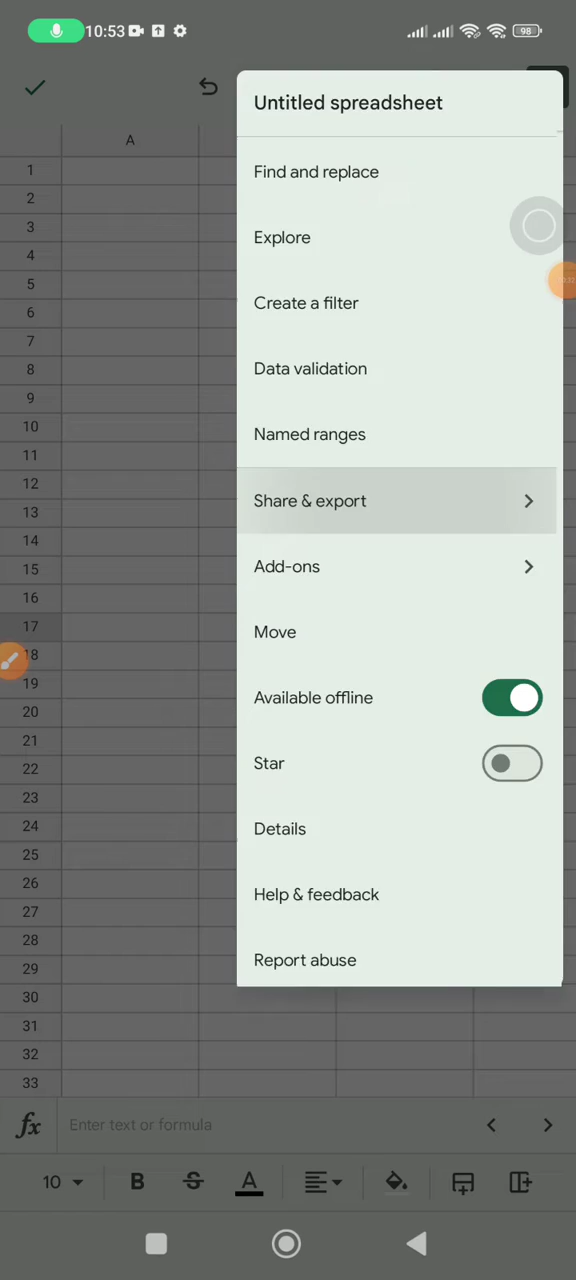 10:53
98
Untitled spreadsheet
A
Find and replace
Explore
Create a filter
Data validation
Named ranges
Share & export
Add-ons
Move
Available offline
Star
Details
Help & feedback
Report abuse
1
2
3
4
5
6
7
8
9
10
11
12
13
14
15
16
17
18
19
20
21
22
23
24
25
26
27
28
29
30
31
32
33
fx Enter text or formula
10 B S A